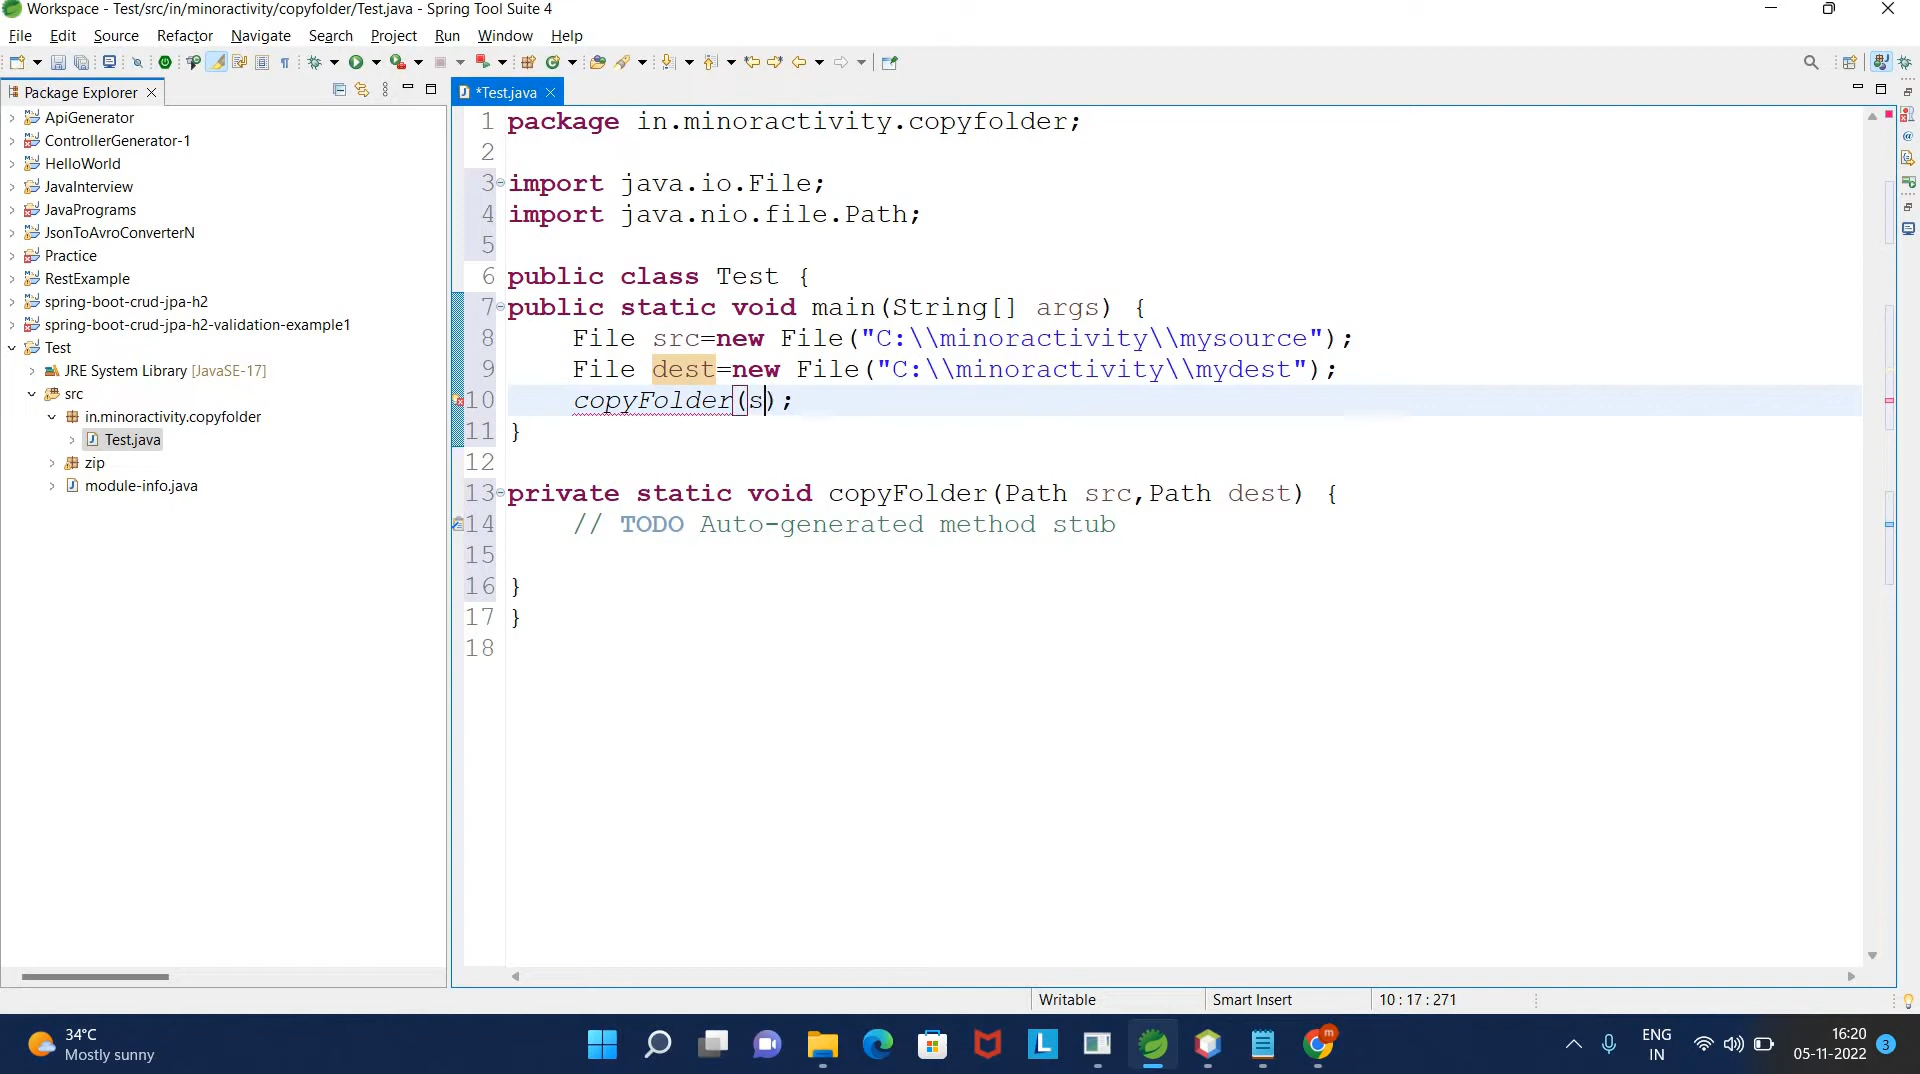 Workspace - Test/src/in/minoractivity/copyfolder/Test.java - Spring Tool Suite 4
File Edit Source Refactor Navigate Search Project Run Window Help
Package Explorer
ApiGenerator
ControllerGenerator-1
HelloWorld
JavaInterview
JavaPrograms
JsonToAvroConverterN
Practice
RestExample
spring-boot-crud-jpa-h2
spring-boot-crud-jpa-h2-validation-example1
Test
JRE System Library [JavaSE-17]
src
in.minoractivity.copyfolder
Test.java
zip
module-info.java
*Test.java
1 package in.minoractivity.copyfolder;
2
3 import java.io.File;
4 import java.nio.file.Path;
5
6 public class Test {
7 public static void main(String[] args) {
8 File src=new File("C:\\minoractivity\\mysource");
9 File dest=new File("C:\\minoractivity\\mydest");
10 copyFolder(s);
11 }
12
13 private static void copyFolder(Path src,Path dest) {
14 // TODO Auto-generated method stub
15
16 }
17 }
18
Writable Smart Insert 10 : 17 : 271
34°C
Mostly sunny
ENG
IN
16:20
05-11-2022
3